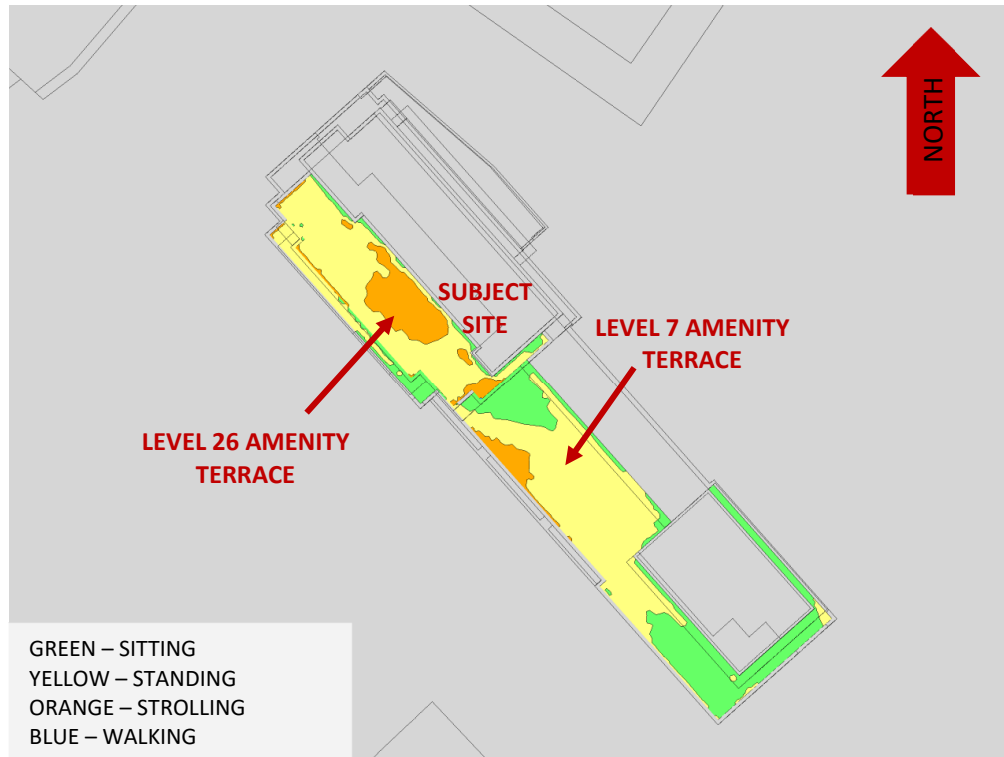 NORTH
SUBJECT
SITE
LEVEL 7 AMENITY
TERRACE
LEVEL 26 AMENITY
TERRACE
GREEN – SITTING
YELLOW – STANDING
ORANGE – STROLLING
BLUE – WALKING